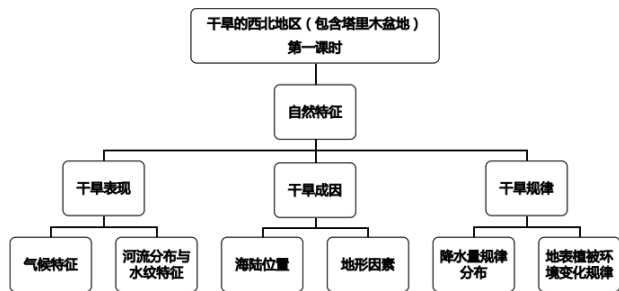 干旱的西北地区（包含塔里木盆地）
第一课时
自然特征
干旱表现
干旱成因
干旱规律
气候特征
河流分布与
水纹特征
海陆位置
地形因素
降水量规律
分布
地表植被环
境变化规律